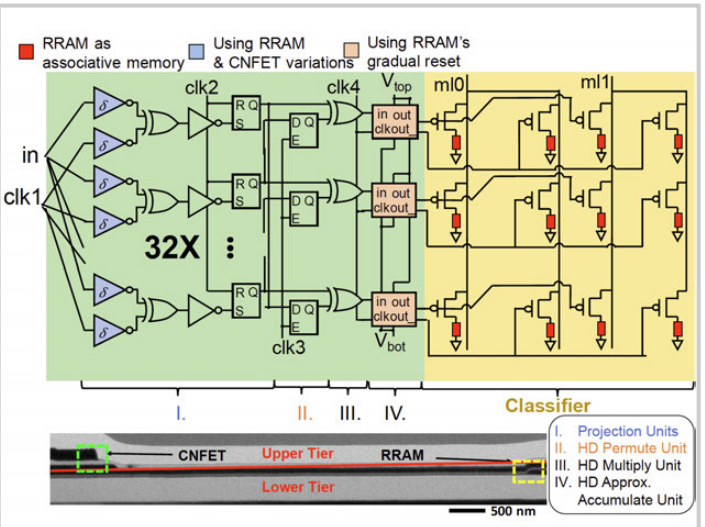 RRAM as
associative memory
Using RRAM
& CNFET variations
Using RRAM's
gradual reset
clk2
clk4
Vtop
ml0
ml1
in
clk1
δ
δ
δ
δ
δ
δ
R Q
S
R Q
S
R Q
S
D Q
E
D Q
E
D Q
E
in out
clkout
in out
clkout
in out
clkout
32X
clk3
Vbot
I.
II.
III.
IV.
Classifier
CNFET
Upper Tier
RRAM
Lower Tier
500 nm
I. Projection Units
II. HD Permute Unit
III. HD Multiply Unit
IV. HD Approx.
Accumulate Unit